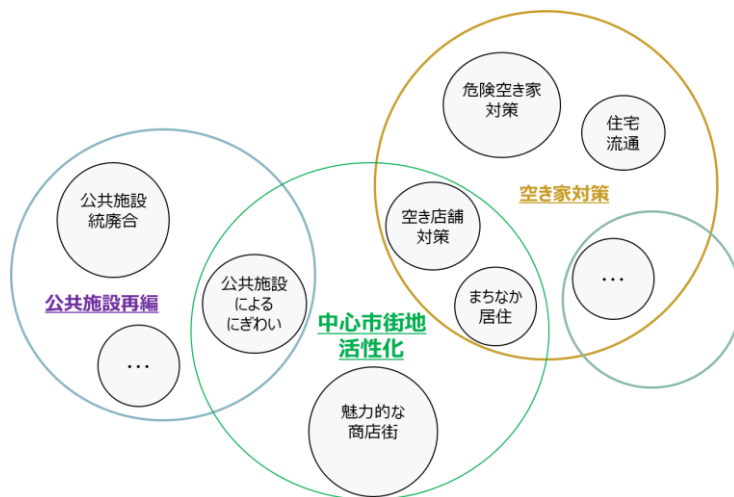 危険空き家
対策
住宅
流通
空き家対策
公共施設
統廃合
空き店舗
対策
公共施設
による
にぎわい
…
まちなか
居住
公共施設再編
中心市街地
活性化
…
魅力的な
商店街